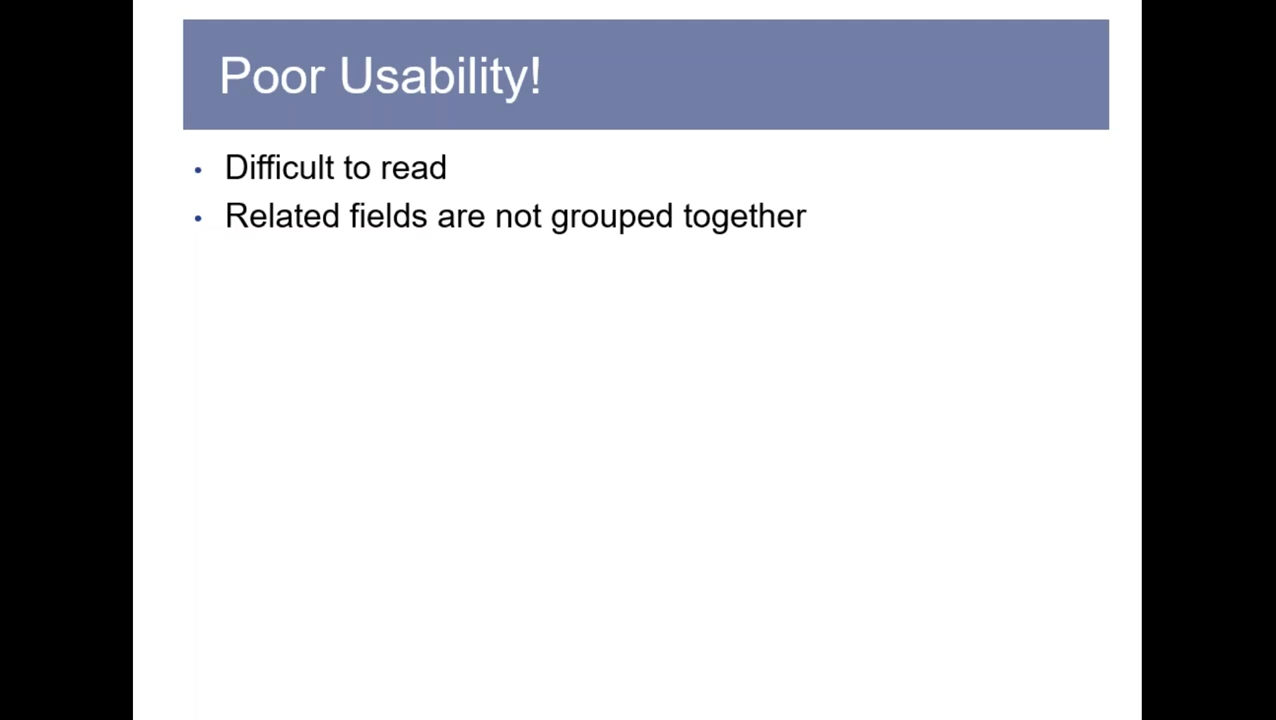 Poor Usability!
• Difficult to read
• Related fields are not grouped together